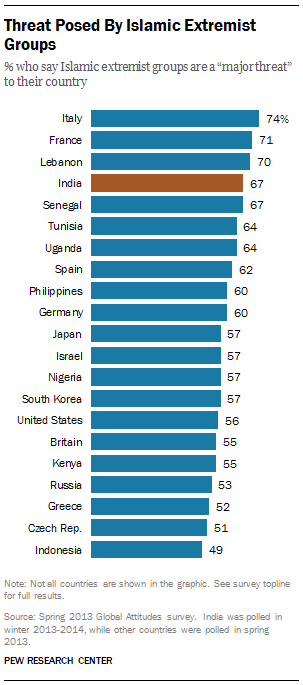 Threat Posed By Islamic Extremist
Groups
% who say Islamic extremist groups are a “major threat”
to their country
Italy 74%
France 71
Lebanon 70
India 67
Senegal 67
Tunisia 64
Uganda 64
Spain 62
Philippines 60
Germany 60
Japan 57
Israel 57
Nigeria 57
South Korea 57
United States 56
Britain 55
Kenya 55
Russia 53
Greece 52
Czech Rep. 51
Indonesia 49
Note: Not all countries are shown in the graphic. See survey topline
for full results.
Source: Spring 2013 Global Attitudes survey. India was polled in
winter 2013-2014, while other countries were polled in spring
2013.
PEW RESEARCH CENTER